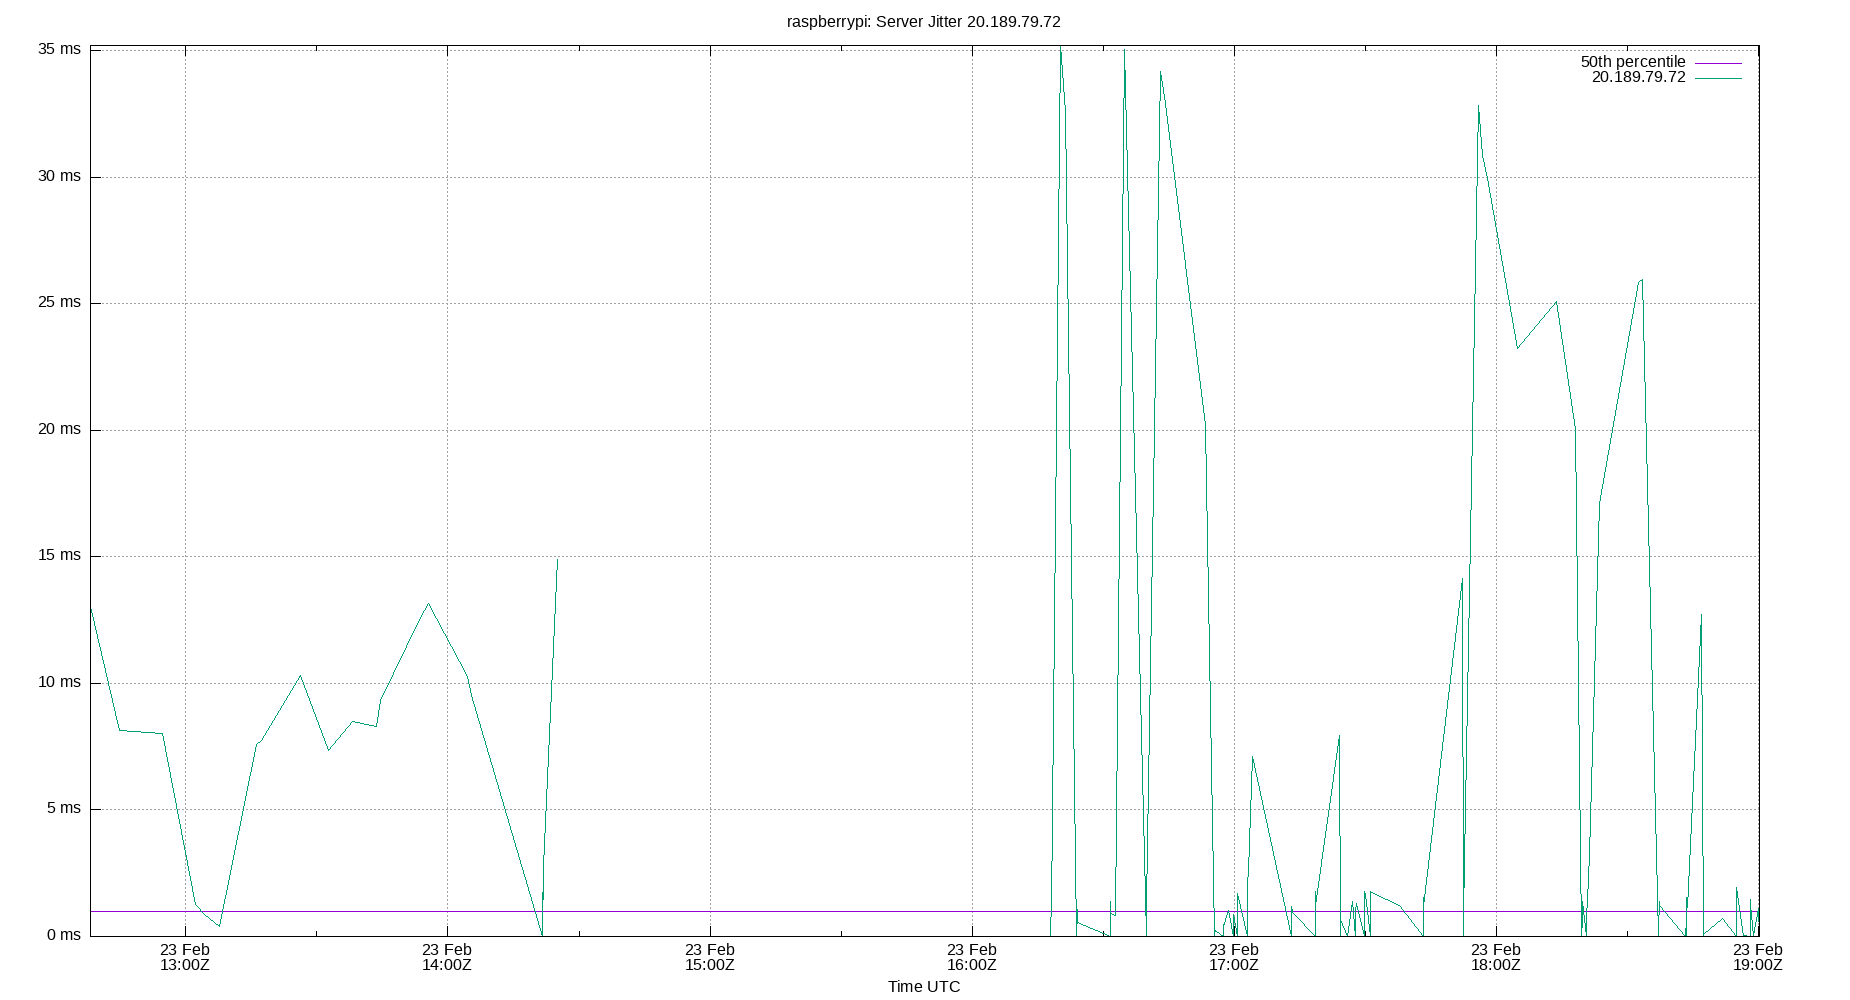 raspberrypi: Server Jitter 20.189.79.72
35 ms
50th percentile
20.189.79.72
30 ms
25 ms
20 ms
15 ms
10 ms
5 ms
0 ms
23 Feb 23 Feb 23 Feb 23 Feb 23 Feb 23 Feb 23 Feb
13:00Z 14:00Z 15:00Z 16:00Z 17:00Z 18:00Z 19:00Z
Time UTC